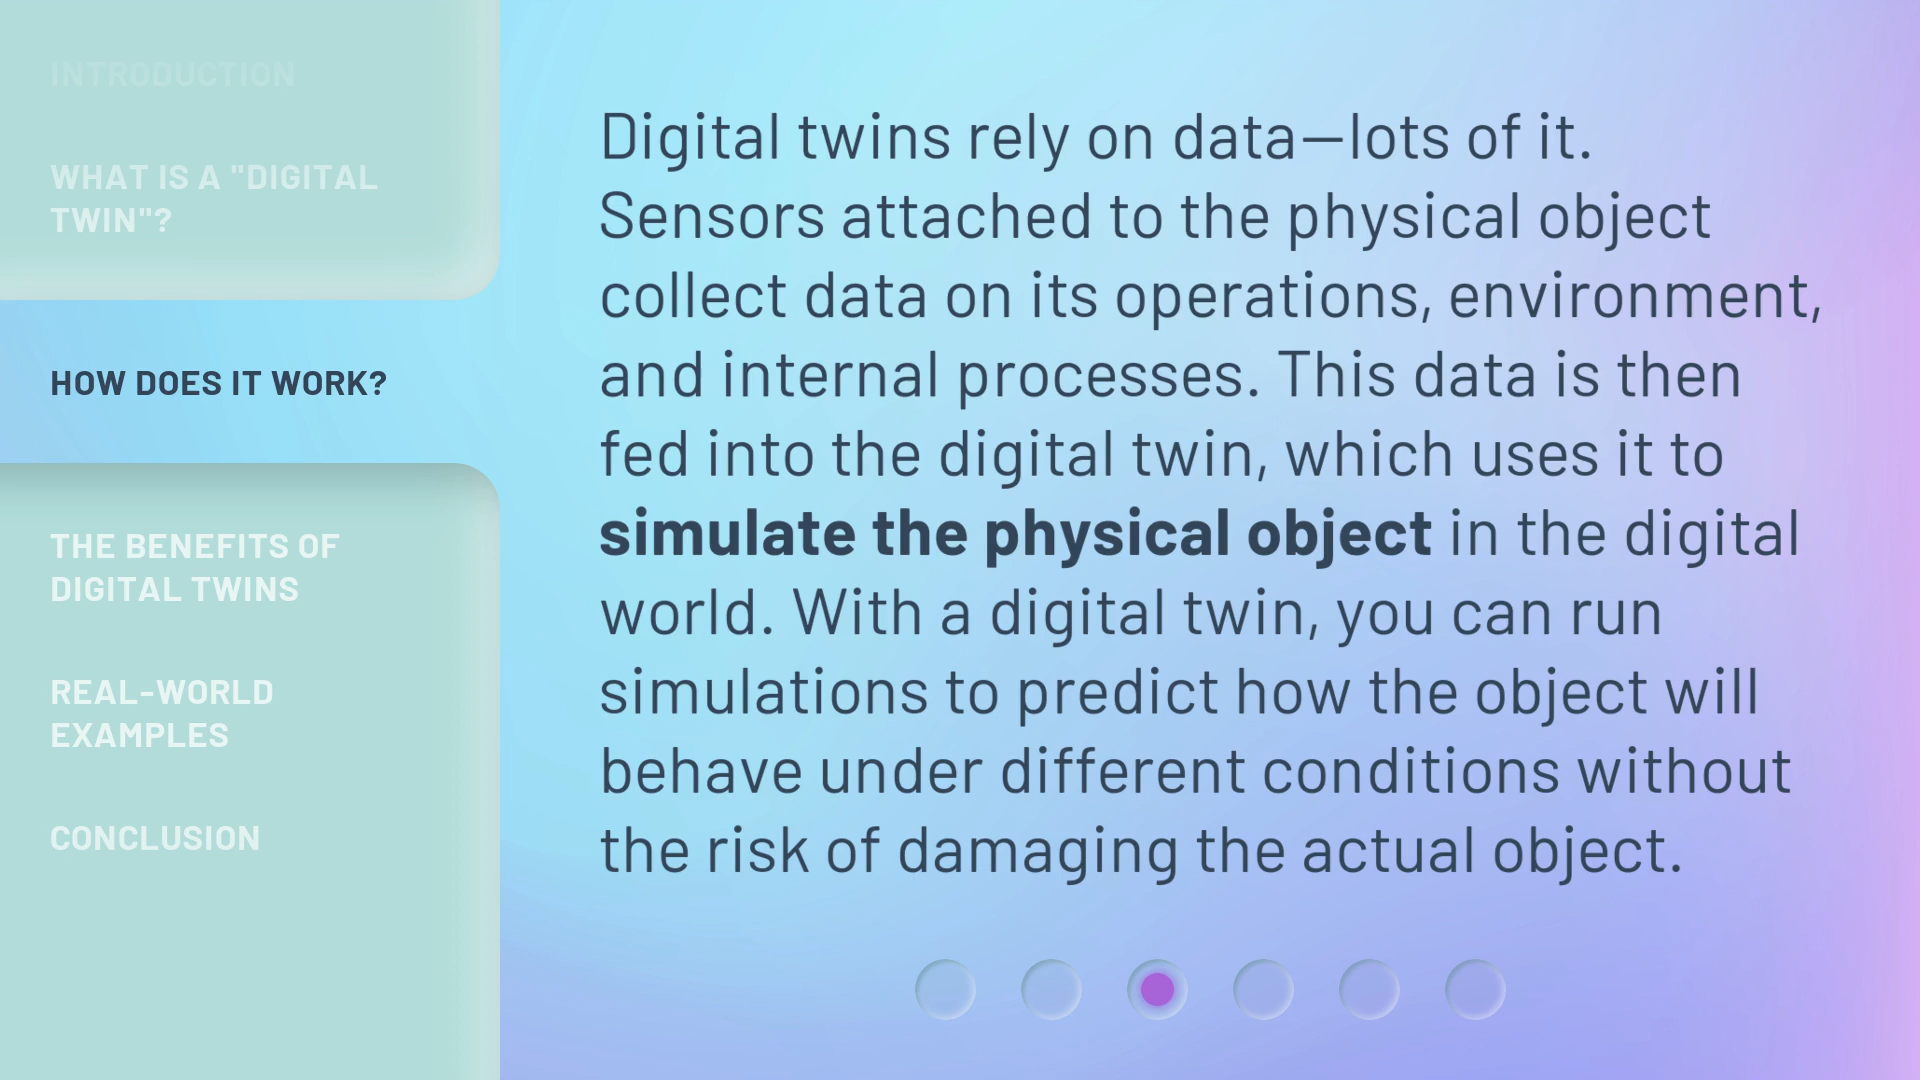 INTRODUCTION
WHAT IS A "DIGITAL
TWIN"?
HOW DOES IT WORK?
THE BENEFITS OF
DIGITAL TWINS
REAL-WORLD
EXAMPLES
CONCLUSION
Digital twins rely on data—lots of it.
Sensors attached to the physical object
collect data on its operations, environment,
and internal processes. This data is then
fed into the digital twin, which uses it to
simulate the physical object in the digital
world. With a digital twin, you can run
simulations to predict how the object will
behave under different conditions without
the risk of damaging the actual object.